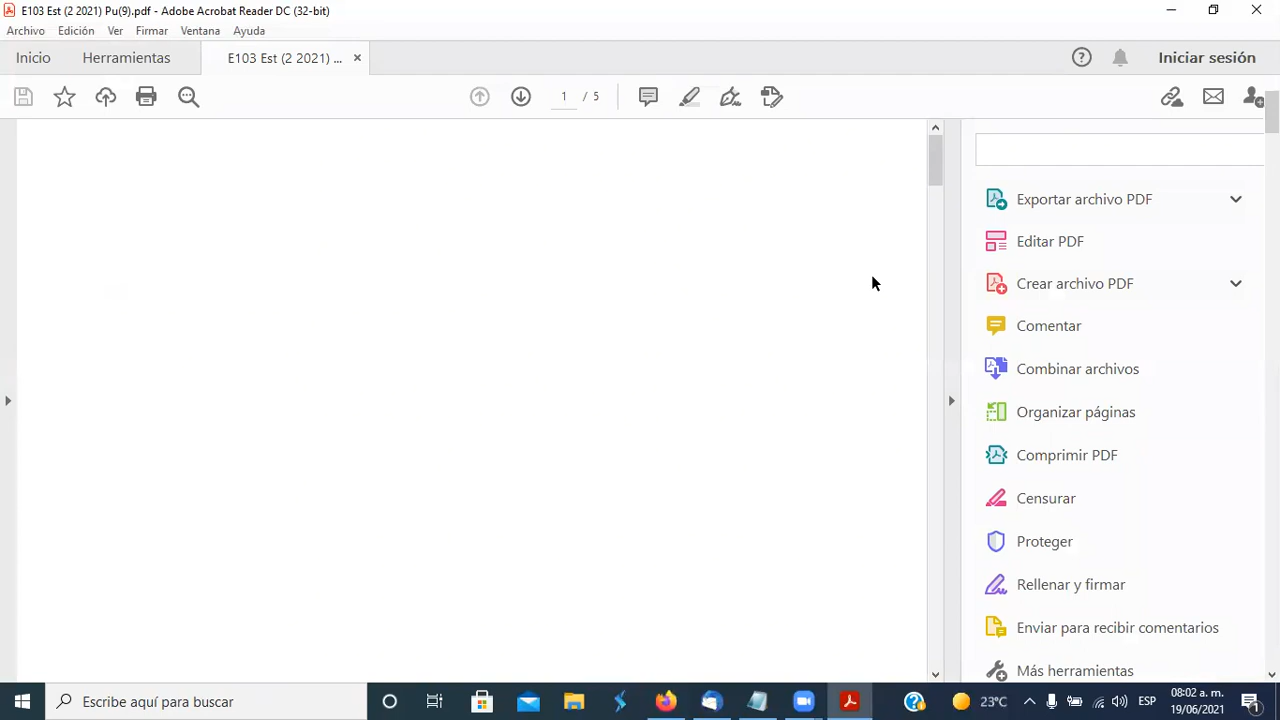 E103 Est (2 2021) Pu(9).pdf - Adobe Acrobat Reader DC (32-bit)
Archivo Edición Ver Firmar Ventana Ayuda
Inicio Herramientas E103 Est (2 2021) ... Iniciar sesión
1 / 5
Exportar archivo PDF
Editar PDF
Crear archivo PDF
Comentar
Combinar archivos
Organizar páginas
Comprimir PDF
Censurar
Proteger
Rellenar y firmar
Enviar para recibir comentarios
Más herramientas
Escribe aquí para buscar
23°C
ESP
08:02 a. m.
19/06/2021
1